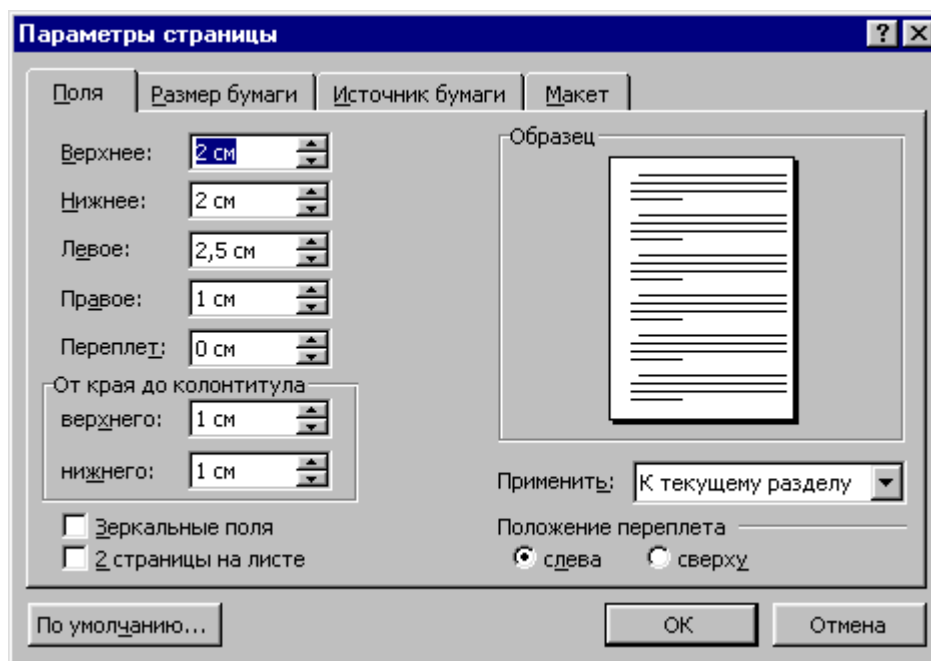 Параметры страницы
Поля Размер бумаги Источник бумаги Макет
Верхнее: 2 см
Нижнее: 2 см
Левое: 2,5 см
Правое: 1 см
Переплет: 0 см
От края до колонтитула
верхнего: 1 см
нижнего: 1 см
Зеркальные поля
2 страницы на листе
Образец
Применить: К текущему разделу
Положение переплета
слева сверху
По умолчанию... ОК Отмена